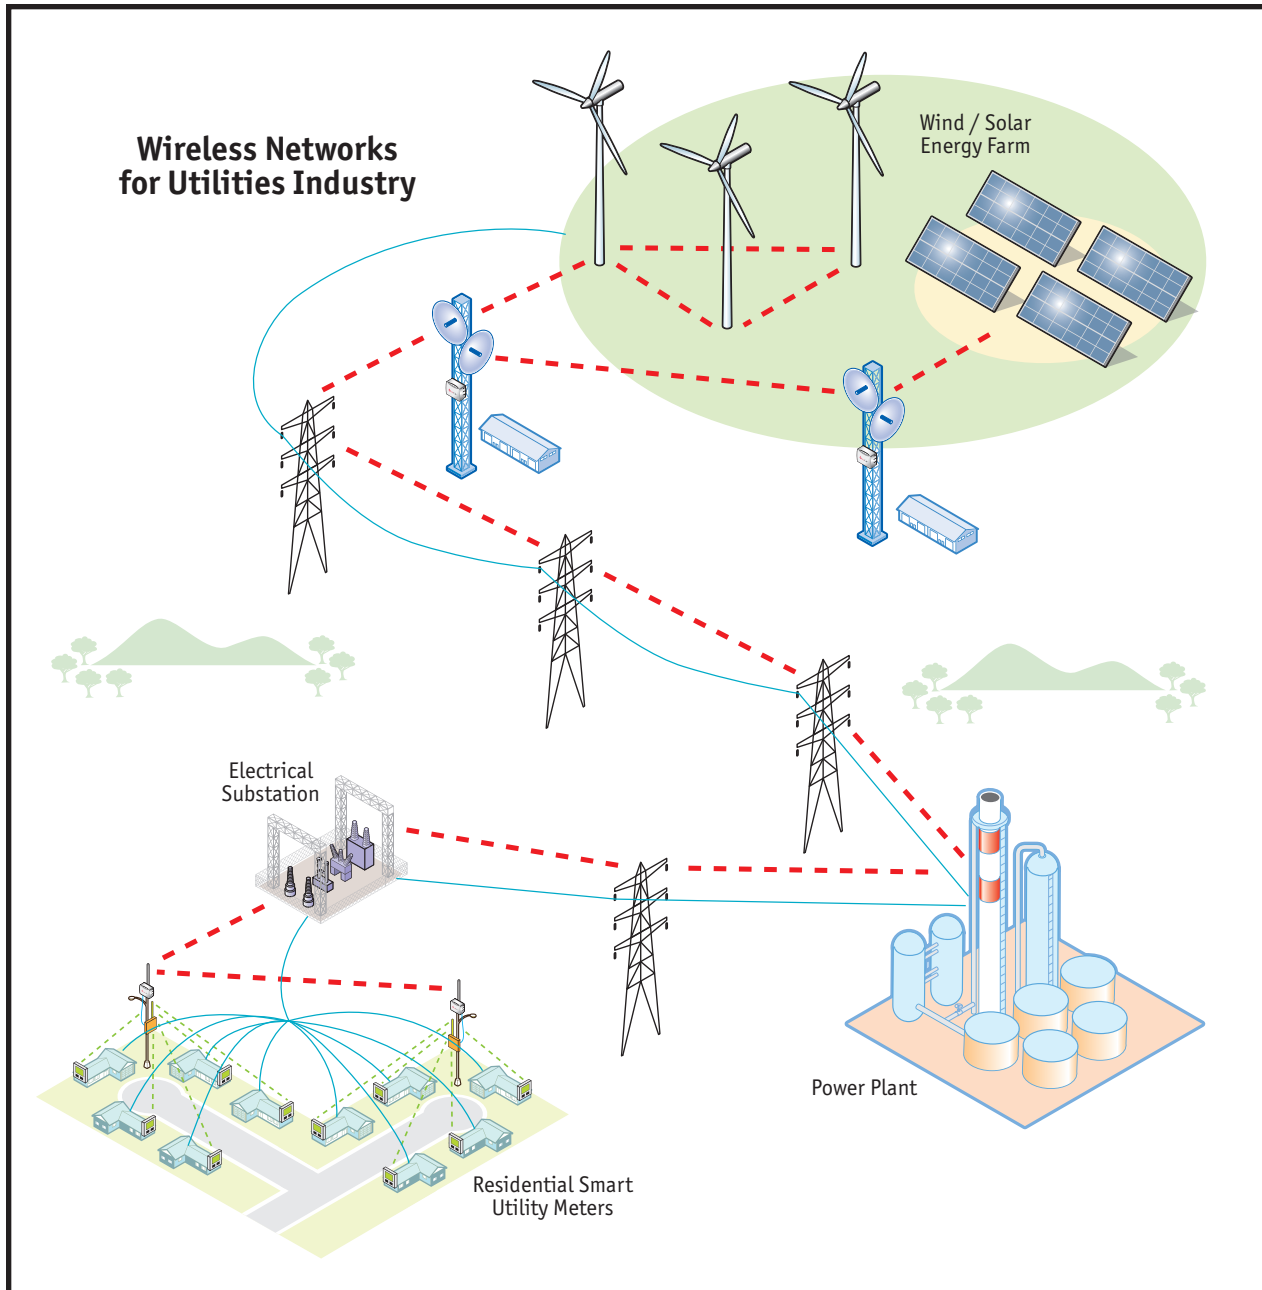 Wireless Networks
for Utilities Industry
Wind / Solar
Energy Farm
Electrical
Substation
Power Plant
Residential Smart
Utility Meters